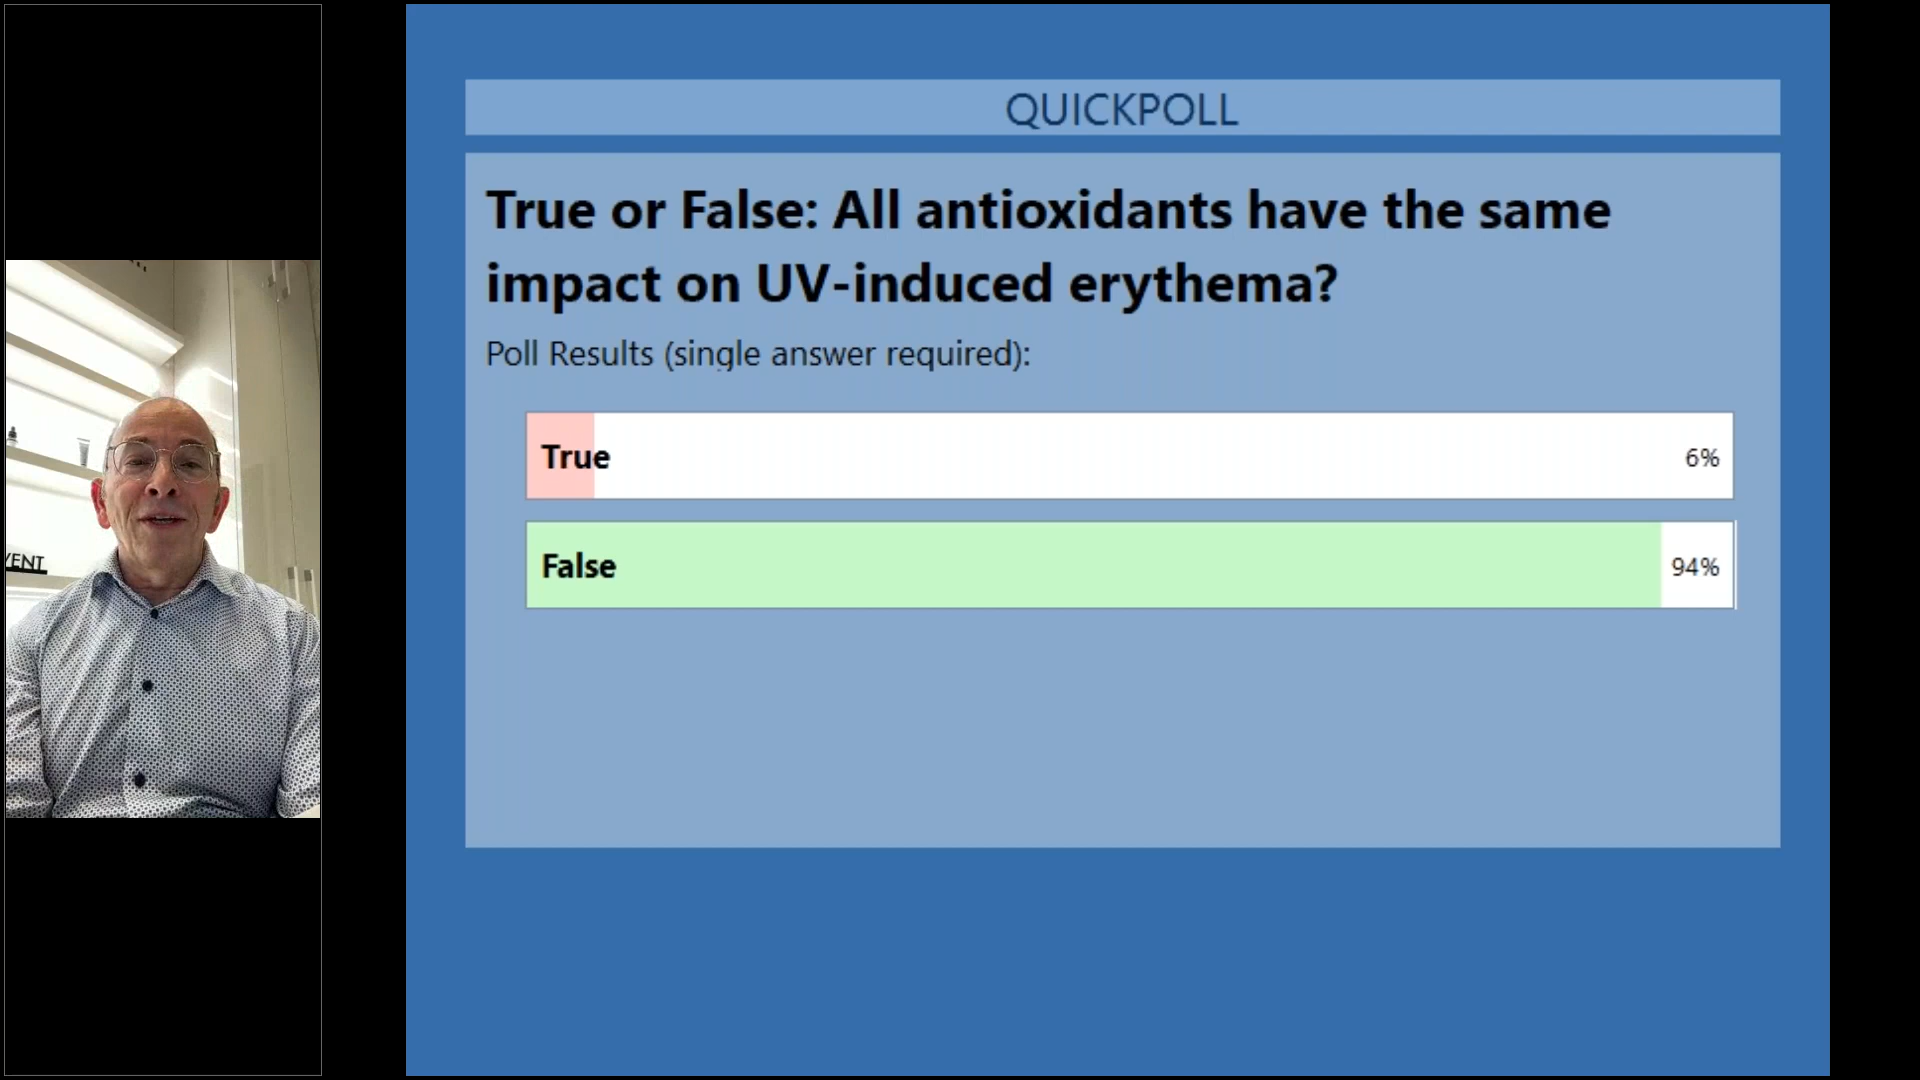 QUICKPOLL
True or False: All antioxidants have the same
impact on UV-induced erythema?
Poll Results (single answer required):
True 6%
False 94%
VENT